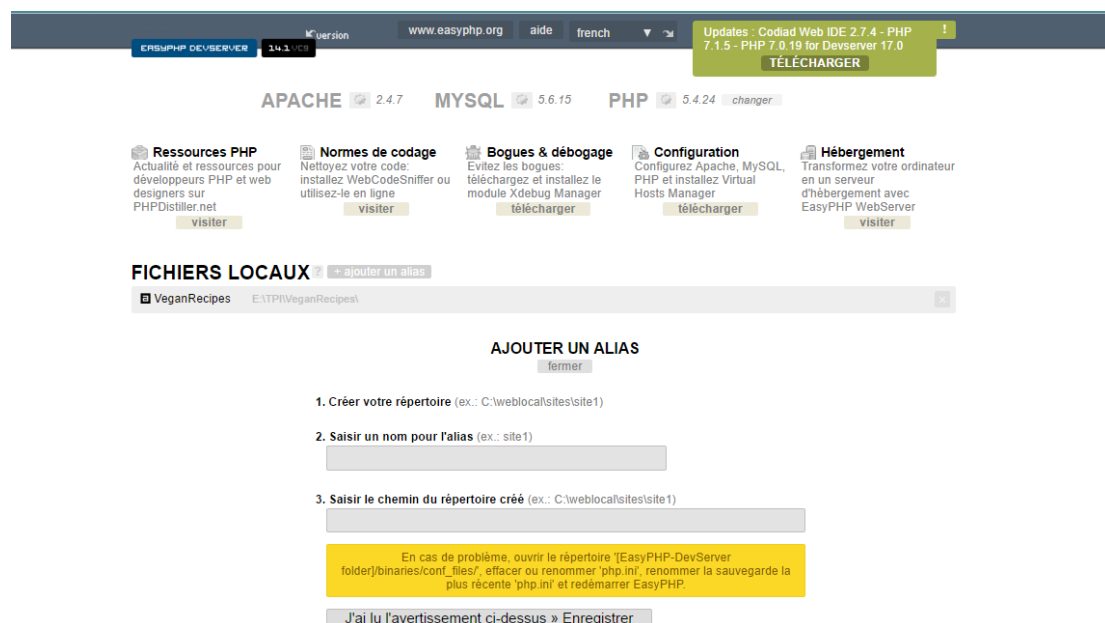 version
www.easyphp.org aide french
Updates : Codiad Web IDE 2.7.4 - PHP
7.1.5 - PHP 7.0.19 for Devserver 17.0
!
TÉLÉCHARGER
EASYPHP DEVSERVER 14.1 VC9
APACHE 2.4.7 MYSQL 5.6.15 PHP 5.4.24 changer
Ressources PHP
Actualité et ressources pour
développeurs PHP et web
designers sur
PHPDistiller.net
visiter
Normes de codage
Nettoyez votre code:
installez WebCodeSniffer ou
utilisez-le en ligne
visiter
Bogues & débogage
Evitez les bogues:
téléchargez et installez le
module Xdebug Manager
télécharger
Configuration
Configurez Apache, MySQL,
PHP et installez Virtual
Hosts Manager
télécharger
Hébergement
Transformez votre ordinateur
en un serveur
d'hébergement avec
EasyPHP WebServer
visiter
FICHIERS LOCAUX ? + ajouter un alias
a VeganRecipes E:\TPI\VeganRecipes\ x
AJOUTER UN ALIAS
fermer
1. Créer votre répertoire (ex.: C:\weblocal\sites\site1)
2. Saisir un nom pour l'alias (ex.: site1)
3. Saisir le chemin du répertoire créé (ex.: C:\weblocal\sites\site1)
En cas de problème, ouvrir le répertoire '[EasyPHP-DevServer
folder]/binaries/conf_files/', effacer ou renommer 'php.ini', renommer la sauvegarde la
plus récente 'php.ini' et redémarrer EasyPHP.
J'ai lu l'avertissement ci-dessus » Enregistrer